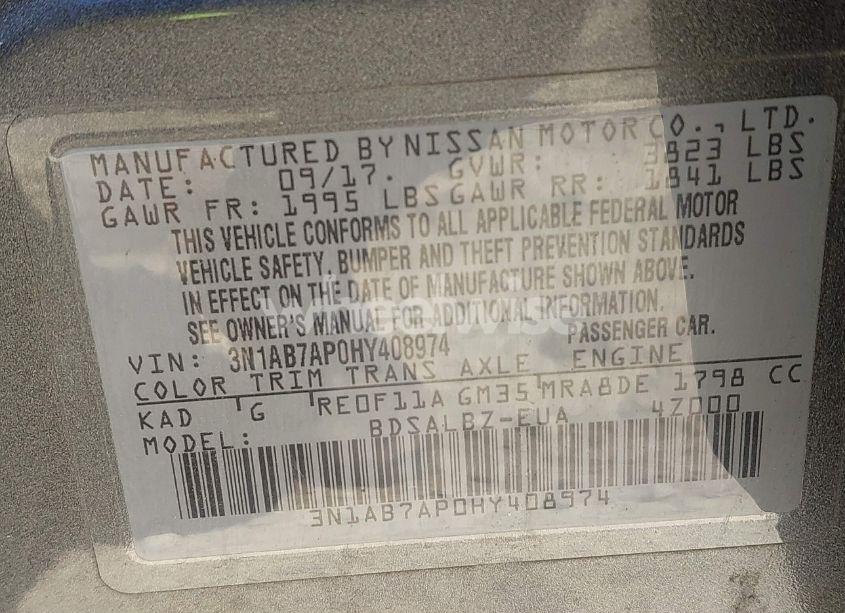 MANUFACTURED BY NISSAN MOTOR CO., LTD.
DATE: 09/17. GVWR: 3823 LBS
GAWR FR: 1995 LBS GAWR RR: 1841 LBS
THIS VEHICLE CONFORMS TO ALL APPLICABLE FEDERAL MOTOR
VEHICLE SAFETY, BUMPER AND THEFT PREVENTION STANDARDS
IN EFFECT ON THE DATE OF MANUFACTURE SHOWN ABOVE.
SEE OWNER'S MANUAL FOR ADDITIONAL INFORMATION.
VIN: 3N1AB7AP0HY408974 PASSENGER CAR.
COLOR TRIM TRANS AXLE ENGINE
KAD G RE0F11A GM35 MRA8DE 1798 CC
MODEL: BDSALBZ-EUA 4Z000
3N1AB7AP0HY408974